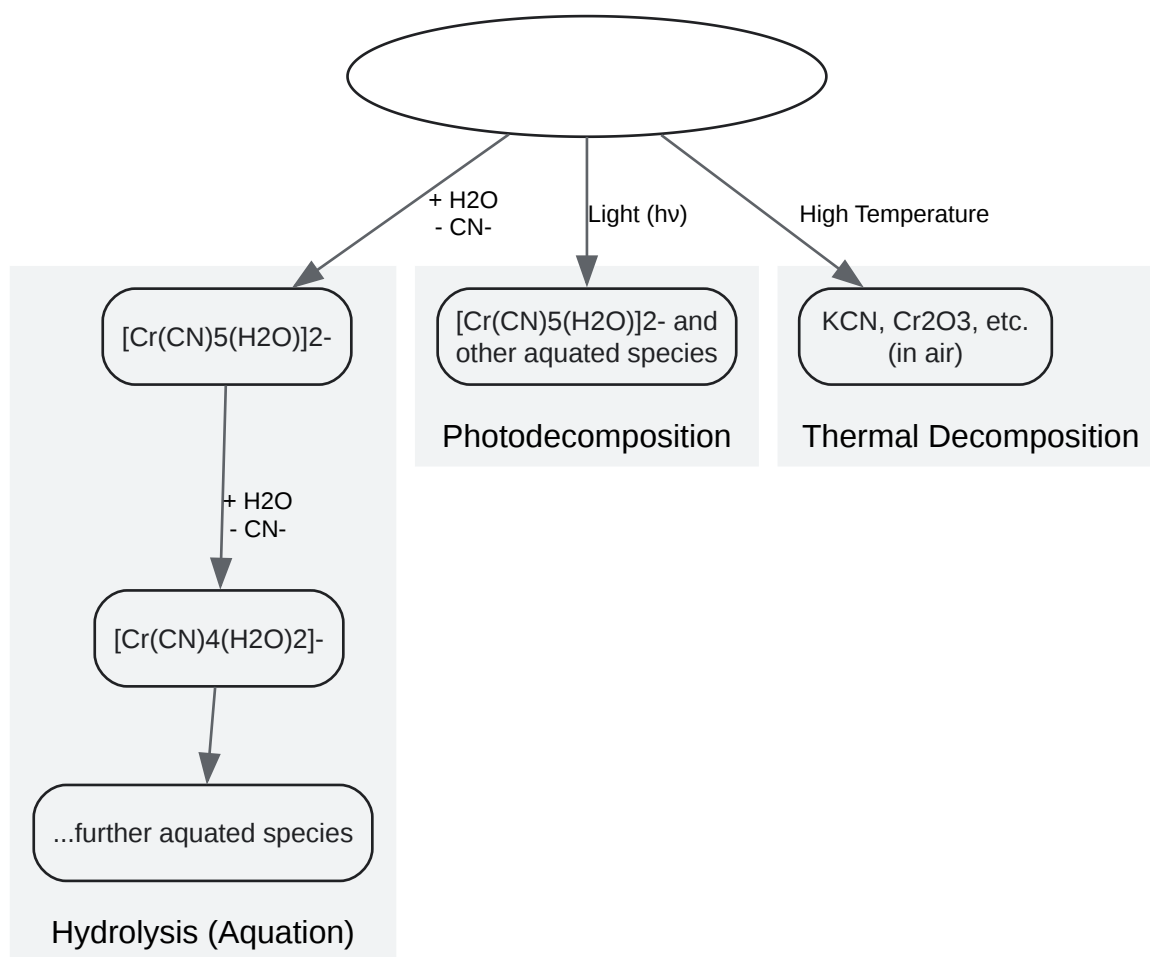 + H2O
- CN-
Light (hν)
High Temperature
[Cr(CN)5(H2O)]2-
[Cr(CN)5(H2O)]2- and
other aquated species
KCN, Cr2O3, etc.
(in air)
Photodecomposition
Thermal Decomposition
+ H2O
- CN-
[Cr(CN)4(H2O)2]-
...further aquated species
Hydrolysis (Aquation)